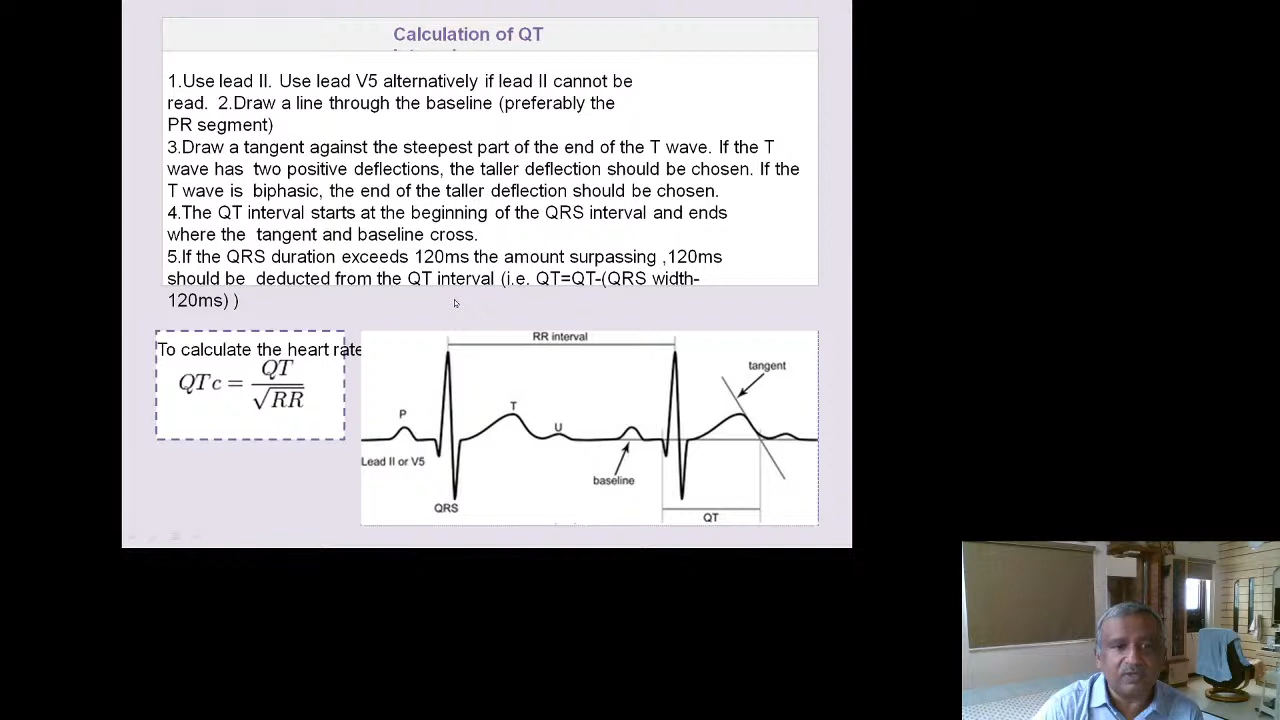 Calculation of QT
1.Use lead II. Use lead V5 alternatively if lead II cannot be
read. 2.Draw a line through the baseline (preferably the
PR segment)
3.Draw a tangent against the steepest part of the end of the T wave. If the T
wave has two positive deflections, the taller deflection should be chosen. If the
T wave is biphasic, the end of the taller deflection should be chosen.
4.The QT interval starts at the beginning of the QRS interval and ends
where the tangent and baseline cross.
5.If the QRS duration exceeds 120ms the amount surpassing ,120ms
should be deducted from the QT interval (i.e. QT=QT-(QRS width-
120ms) )
To calculate the heart rate
QTc = QT / √RR
RR interval
tangent
P
T
U
Lead II or V5
baseline
QRS
QT